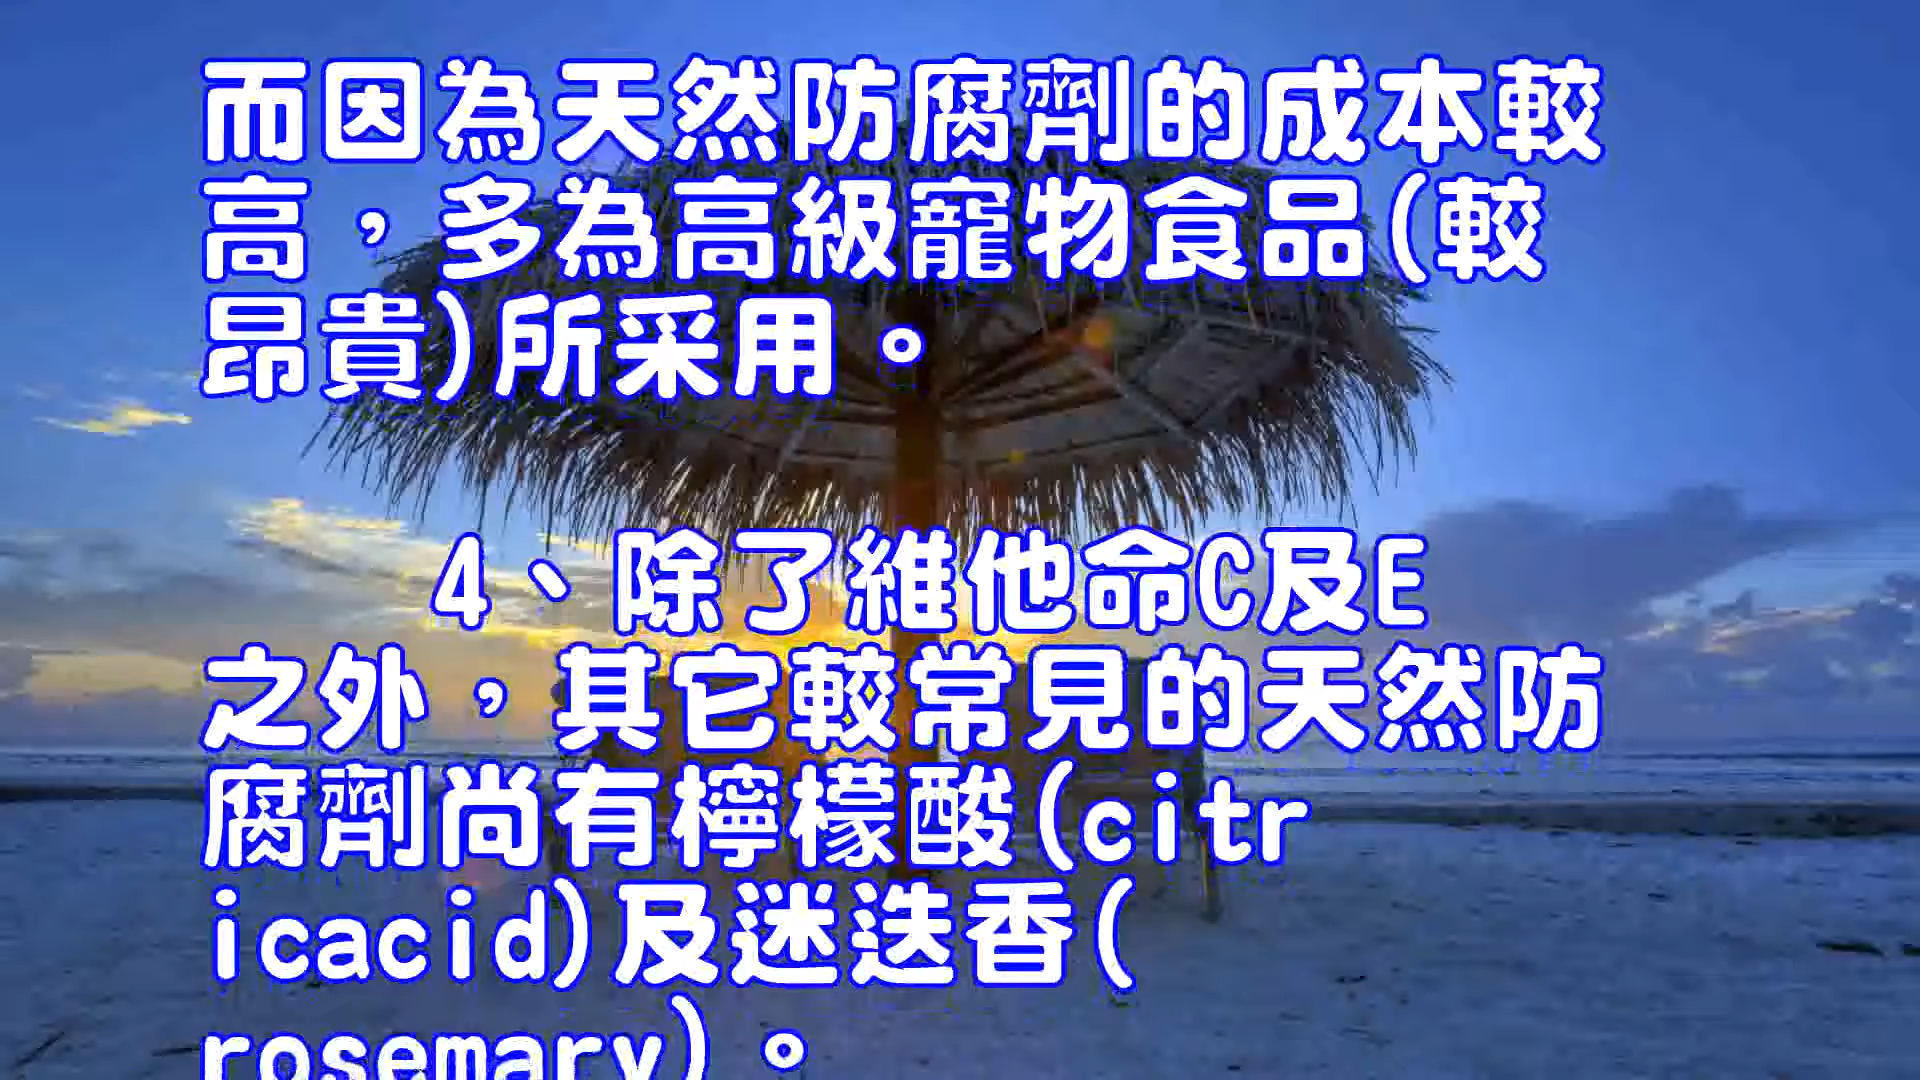 而因為天然防腐劑的成本較
高，多為高級寵物食品(較
昂貴)所采用。
4、除了維他命C及E
之外，其它較常見的天然防
腐劑尚有檸檬酸(citr
icacid)及迷迭香(
rosemary)。